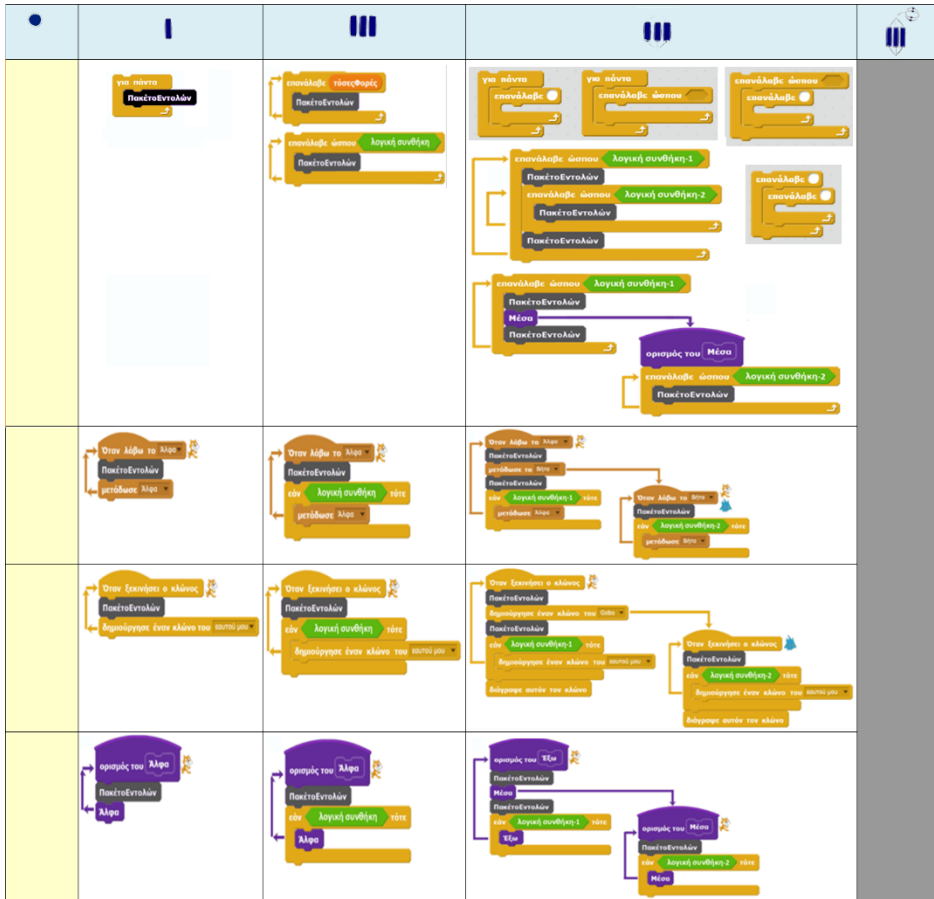 για πάντα
ΠακέτοΕντολών
επανάλαβε τόσεςΦορές
ΠακέτοΕντολών
επανάλαβε ώσπου λογική συνθήκη
ΠακέτοΕντολών
για πάντα
επανάλαβε
για πάντα
επανάλαβε ώσπου
επανάλαβε ώσπου
επανάλαβε
επανάλαβε ώσπου λογική συνθήκη-1
ΠακέτοΕντολών
επανάλαβε ώσπου λογική συνθήκη-2
ΠακέτοΕντολών
ΠακέτοΕντολών
επανάλαβε
επανάλαβε
επανάλαβε ώσπου λογική συνθήκη-1
ΠακέτοΕντολών
Μέσα
ΠακέτοΕντολών
ορισμός του Μέσα
επανάλαβε ώσπου λογική συνθήκη-2
ΠακέτοΕντολών
Όταν λάβω το Άλφα
ΠακέτοΕντολών
μετάδωσε Άλφα
Όταν λάβω το Άλφα
ΠακέτοΕντολών
εάν λογική συνθήκη τότε
μετάδωσε Άλφα
Όταν λάβω το Άλφα
ΠακέτοΕντολών
μετάδωσε το Βήτα
ΠακέτοΕντολών
εάν λογική συνθήκη-1 τότε
μετάδωσε Άλφα
Όταν λάβω το Βήτα
ΠακέτοΕντολών
εάν λογική συνθήκη-2 τότε
μετάδωσε Βήτα
Όταν ξεκινήσει ο κλώνος
ΠακέτοΕντολών
δημιούργησε έναν κλώνο του εαυτού μου
Όταν ξεκινήσει ο κλώνος
ΠακέτοΕντολών
εάν λογική συνθήκη τότε
δημιούργησε έναν κλώνο του εαυτού μου
Όταν ξεκινήσει ο κλώνος
ΠακέτοΕντολών
δημιούργησε έναν κλώνο του Gobo
ΠακέτοΕντολών
εάν λογική συνθήκη-1 τότε
δημιούργησε έναν κλώνο του εαυτού μου
διάγραψε αυτόν τον κλώνο
Όταν ξεκινήσει ο κλώνος
ΠακέτοΕντολών
εάν λογική συνθήκη-2 τότε
δημιούργησε έναν κλώνο του εαυτού μου
διάγραψε αυτόν τον κλώνο
ορισμός του Άλφα
ΠακέτοΕντολών
Άλφα
ορισμός του Άλφα
ΠακέτοΕντολών
εάν λογική συνθήκη τότε
Άλφα
ορισμός του Έξω
ΠακέτοΕντολών
Μέσα
ΠακέτοΕντολών
εάν λογική συνθήκη-1 τότε
Έξω
ορισμός του Μέσα
ΠακέτοΕντολών
εάν λογική συνθήκη-2 τότε
Μέσα